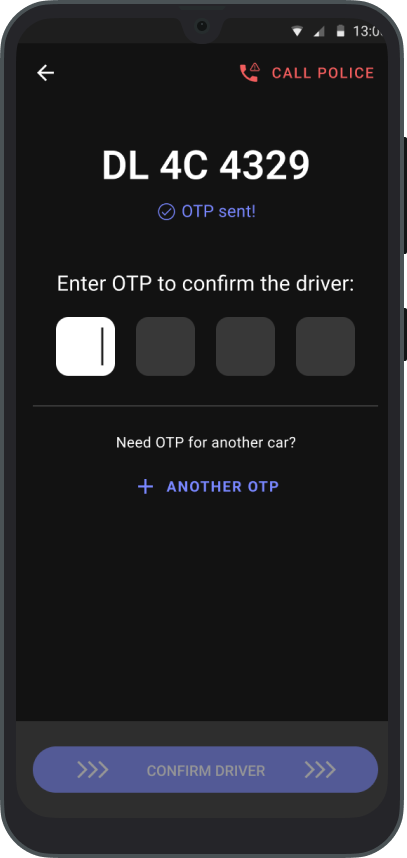 13:0
CALL POLICE
DL 4C 4329
OTP sent!
Enter OTP to confirm the driver:
Need OTP for another car?
+ ANOTHER OTP
>>> CONFIRM DRIVER >>>